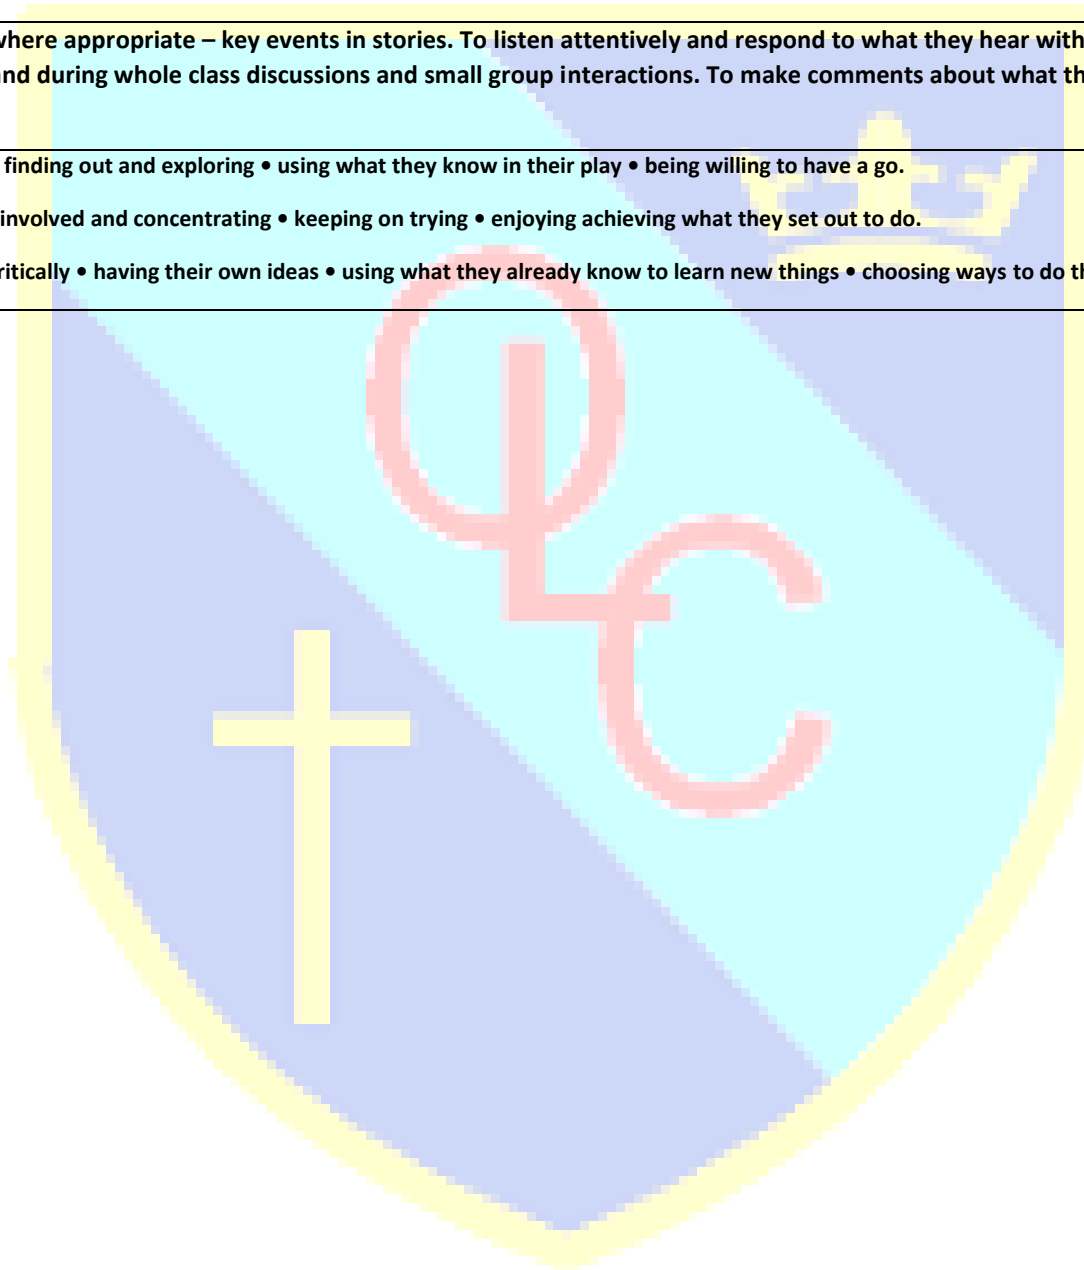 where appropriate – key events in stories. To listen attentively and respond to what they hear with
and during whole class discussions and small group interactions. To make comments about what th
finding out and exploring • using what they know in their play • being willing to have a go.
involved and concentrating • keeping on trying • enjoying achieving what they set out to do.
ritically • having their own ideas • using what they already know to learn new things • choosing ways to do th
O
L
C